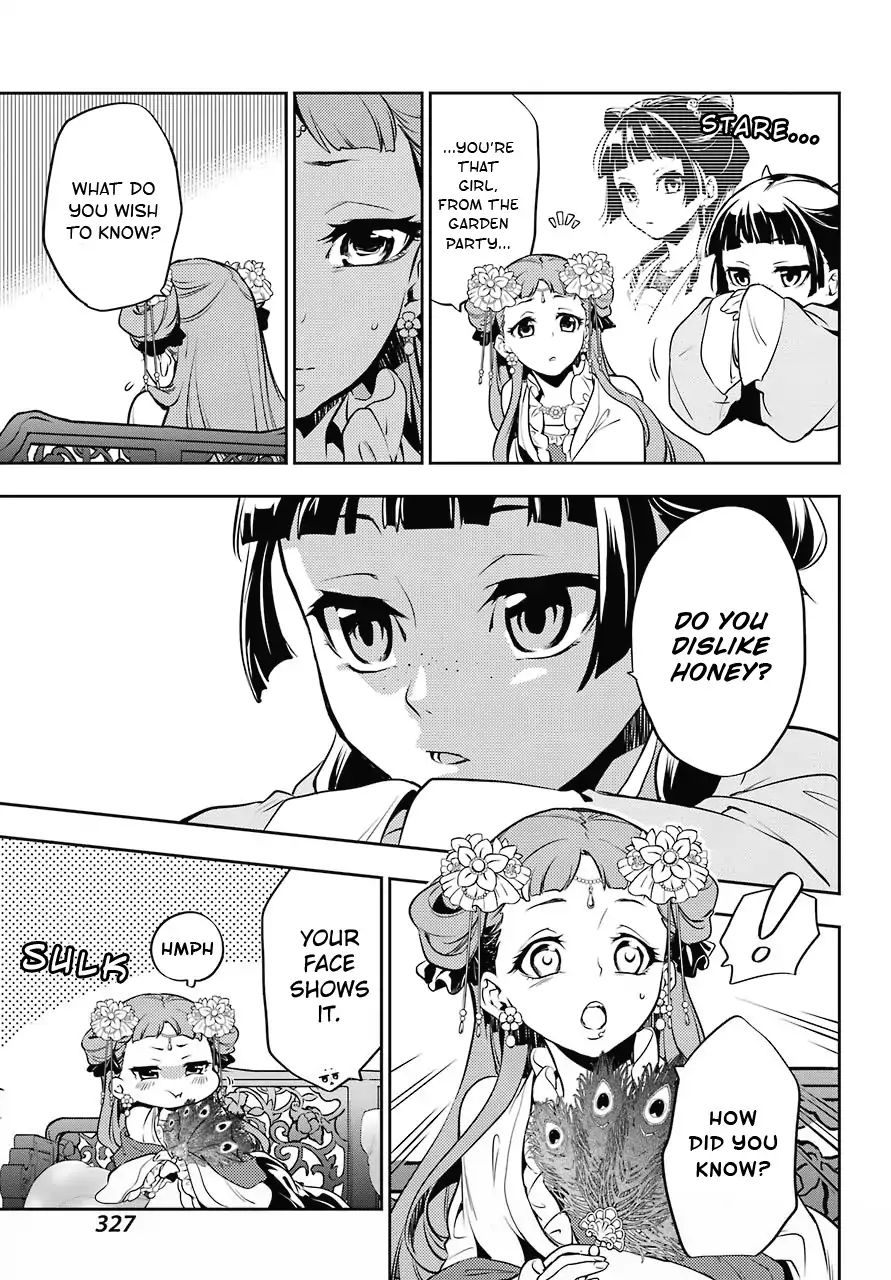 STARE...
...YOU'RE
THAT
GIRL,
FROM THE
GARDEN
PARTY...
WHAT DO
YOU WISH
TO KNOW?
DO YOU
DISLIKE
HONEY?
HOW
DID YOU
KNOW?
YOUR
FACE
SHOWS
IT.
HMPH
SULK
327